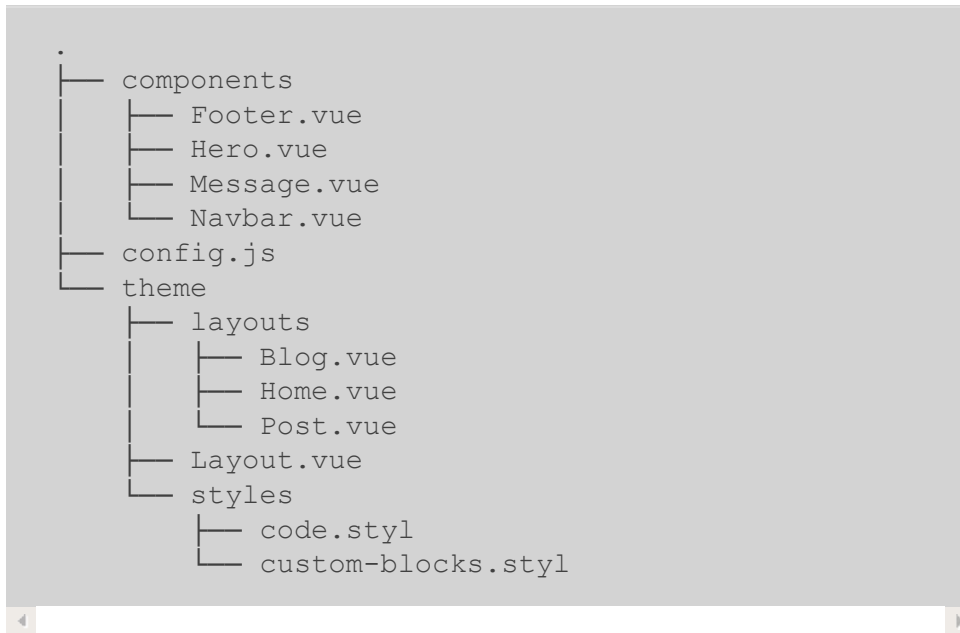 .
├── components
│   ├── Footer.vue
│   ├── Hero.vue
│   ├── Message.vue
│   └── Navbar.vue
├── config.js
└── theme
    ├── layouts
    │   ├── Blog.vue
    │   ├── Home.vue
    │   └── Post.vue
    ├── Layout.vue
    └── styles
        ├── code.styl
        └── custom-blocks.styl